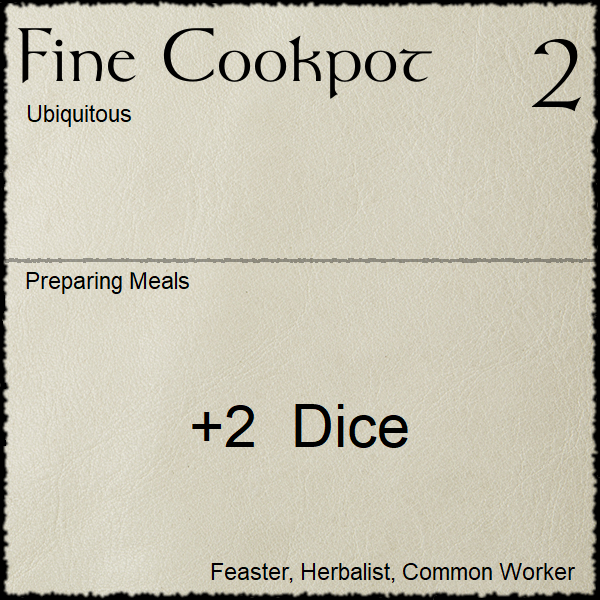 Fine Cookpot
2
Ubiquitous
Preparing Meals
+2 Dice
Feaster, Herbalist, Common Worker